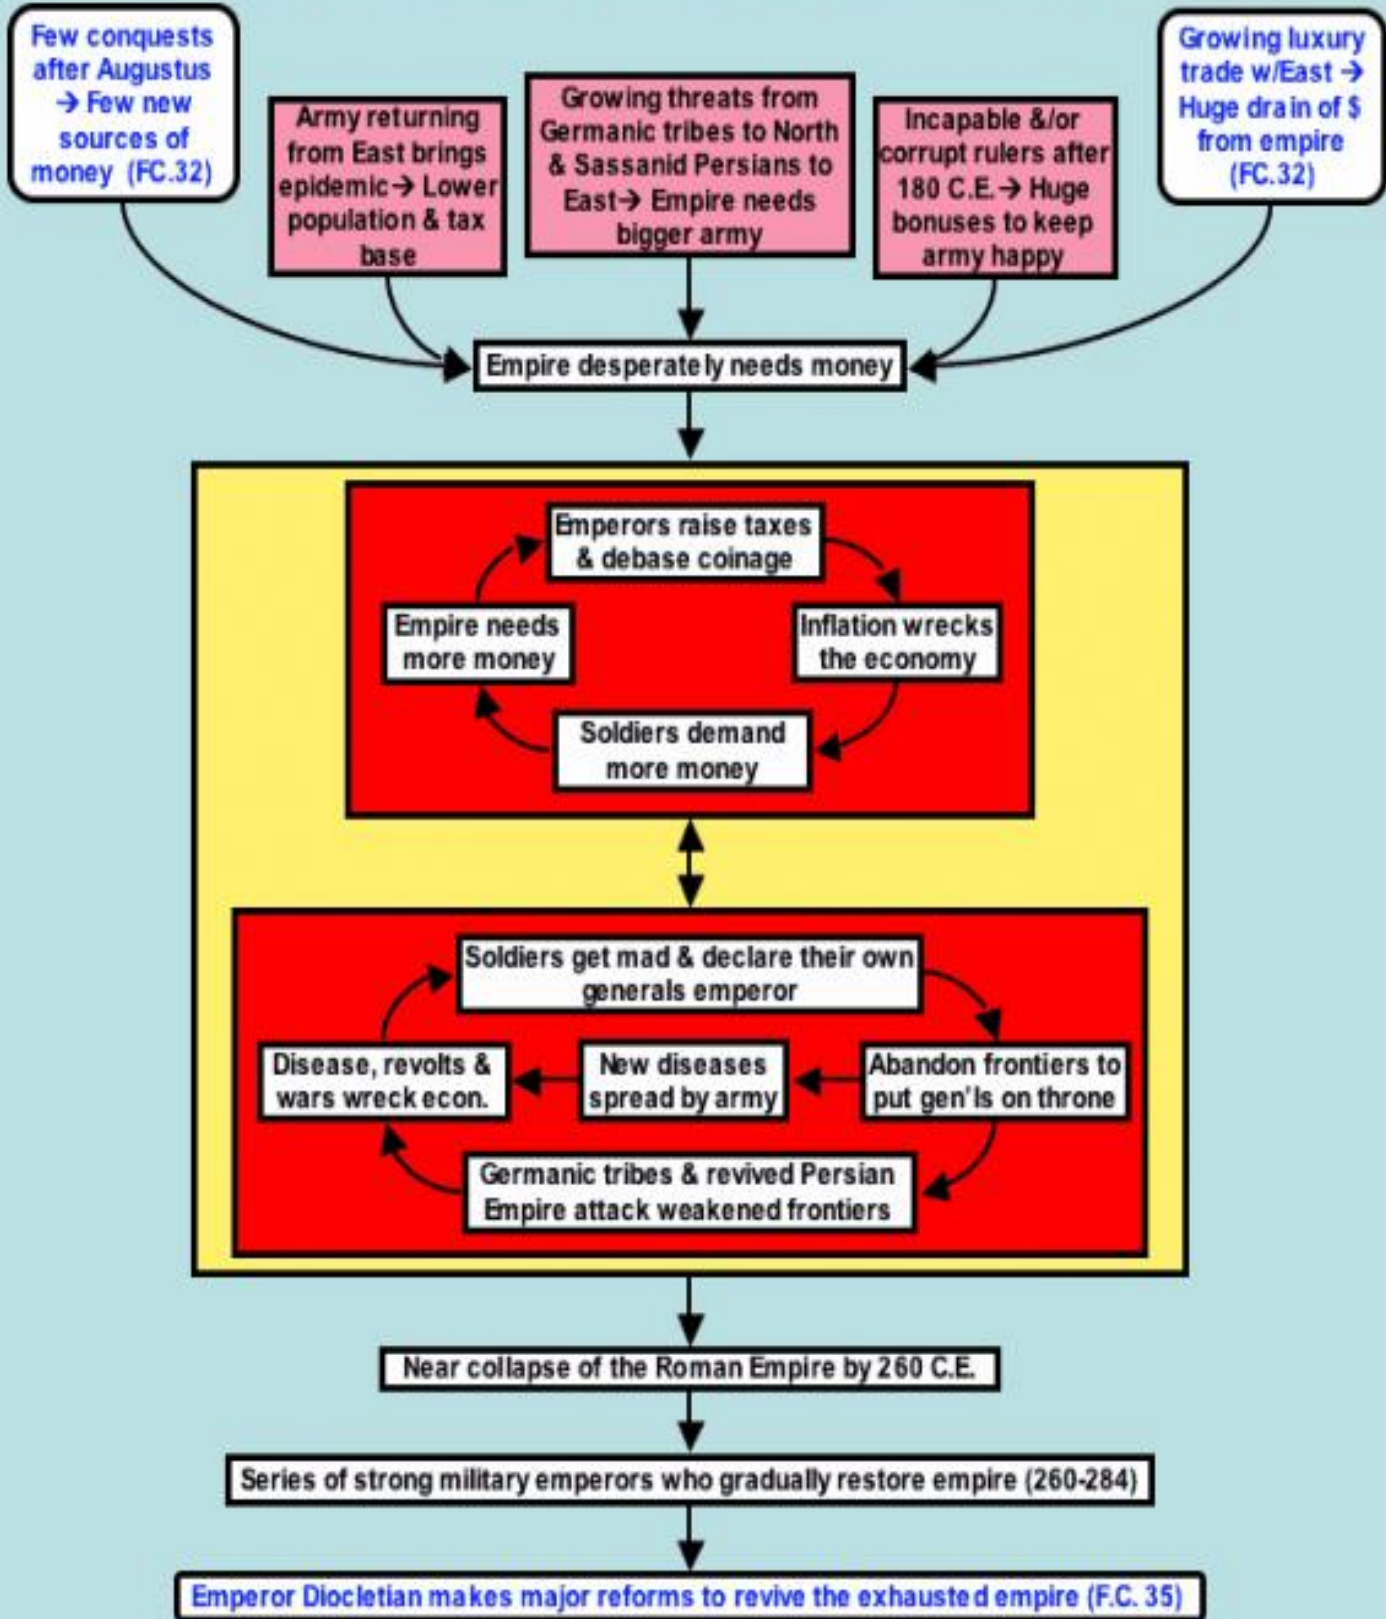 Few conquests
after Augustus
→ Few new
sources of
money (FC.32)
Army returning
from East brings
epidemic→ Lower
population & tax
base
Growing threats from
Germanic tribes to North
& Sassanid Persians to
East→ Empire needs
bigger army
Incapable &/or
corrupt rulers after
180 C.E.→ Huge
bonuses to keep
army happy
Growing luxury
trade w/East →
Huge drain of $
from empire
(FC.32)
Empire desperately needs money
Emperors raise taxes
& debase coinage
Empire needs
more money
Inflation wrecks
the economy
Soldiers demand
more money
Soldiers get mad & declare their own
generals emperor
Disease, revolts &
wars wreck econ.
New diseases
spread by army
Abandon frontiers to
put gen'ls on throne
Germanic tribes & revived Persian
Empire attack weakened frontiers
Near collapse of the Roman Empire by 260 C.E.
Series of strong military emperors who gradually restore empire (260-284)
Emperor Diocletian makes major reforms to revive the exhausted empire (F.C. 35)